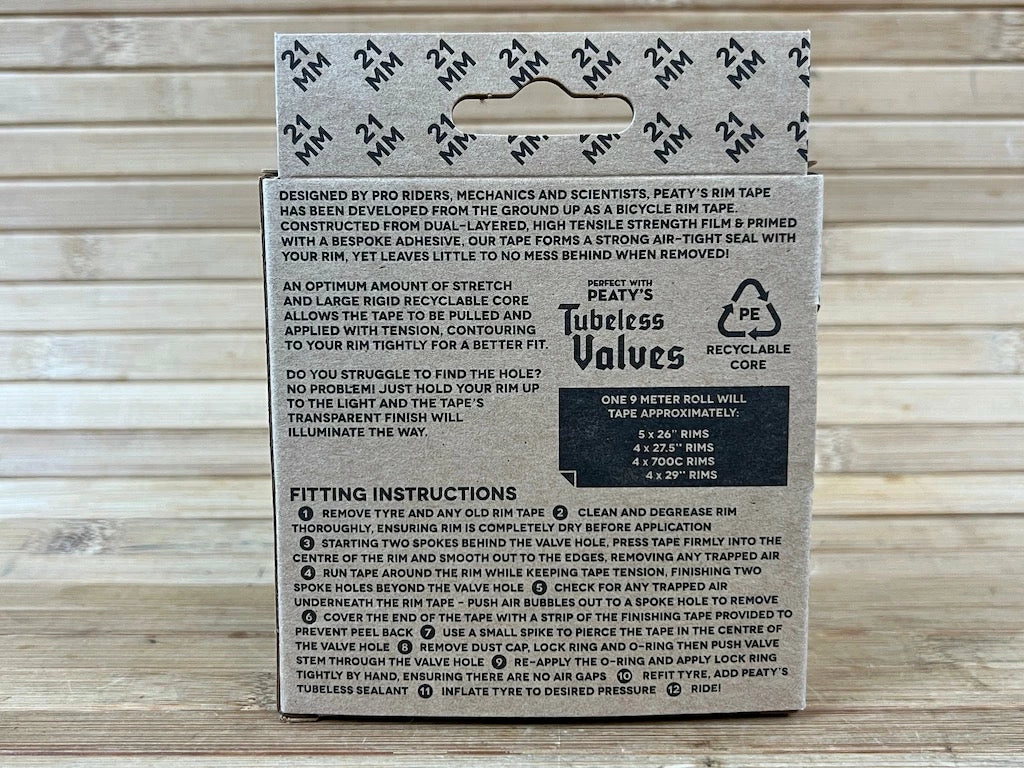 21 MM 21 MM 21 MM 21 MM 21 MM 21 MM 21 MM 21 MM
21 MM 21 MM 21 MM MM MM 21 MM 21 MM 21 MM
DESIGNED BY PRO RIDERS, MECHANICS AND SCIENTISTS, PEATY'S RIM TAPE
HAS BEEN DEVELOPED FROM THE GROUND UP AS A BICYCLE RIM TAPE.
CONSTRUCTED FROM DUAL-LAYERED, HIGH TENSILE STRENGTH FILM & PRIMED
WITH A BESPOKE ADHESIVE, OUR TAPE FORMS A STRONG AIR-TIGHT SEAL WITH
YOUR RIM, YET LEAVES LITTLE TO NO MESS BEHIND WHEN REMOVED!
AN OPTIMUM AMOUNT OF STRETCH
AND LARGE RIGID RECYCLABLE CORE
ALLOWS THE TAPE TO BE PULLED AND
APPLIED WITH TENSION, CONTOURING
TO YOUR RIM TIGHTLY FOR A BETTER FIT.
DO YOU STRUGGLE TO FIND THE HOLE?
NO PROBLEM! JUST HOLD YOUR RIM UP
TO THE LIGHT AND THE TAPE'S
TRANSPARENT FINISH WILL
ILLUMINATE THE WAY.
PERFECT WITH
PEATY'S
Tubeless
Valves
PE
RECYCLABLE
CORE
ONE 9 METER ROLL WILL
TAPE APPROXIMATELY:
5 x 26" RIMS
4 x 27.5" RIMS
4 x 700C RIMS
4 x 29" RIMS
FITTING INSTRUCTIONS
1 REMOVE TYRE AND ANY OLD RIM TAPE 2 CLEAN AND DEGREASE RIM
THOROUGHLY, ENSURING RIM IS COMPLETELY DRY BEFORE APPLICATION
3 STARTING TWO SPOKES BEHIND THE VALVE HOLE, PRESS TAPE FIRMLY INTO THE
CENTRE OF THE RIM AND SMOOTH OUT TO THE EDGES, REMOVING ANY TRAPPED AIR
4 RUN TAPE AROUND THE RIM WHILE KEEPING TAPE TENSION, FINISHING TWO
SPOKE HOLES BEYOND THE VALVE HOLE 5 CHECK FOR ANY TRAPPED AIR
UNDERNEATH THE RIM TAPE - PUSH AIR BUBBLES OUT TO A SPOKE HOLE TO REMOVE
6 COVER THE END OF THE TAPE WITH A STRIP OF THE FINISHING TAPE PROVIDED TO
PREVENT PEEL BACK 7 USE A SMALL SPIKE TO PIERCE THE TAPE IN THE CENTRE OF
THE VALVE HOLE 8 REMOVE DUST CAP, LOCK RING AND O-RING THEN PUSH VALVE
STEM THROUGH THE VALVE HOLE 9 RE-APPLY THE O-RING AND APPLY LOCK RING
TIGHTLY BY HAND, ENSURING THERE ARE NO AIR GAPS 10 REFIT TYRE, ADD PEATY'S
TUBELESS SEALANT 11 INFLATE TYRE TO DESIRED PRESSURE 12 RIDE!